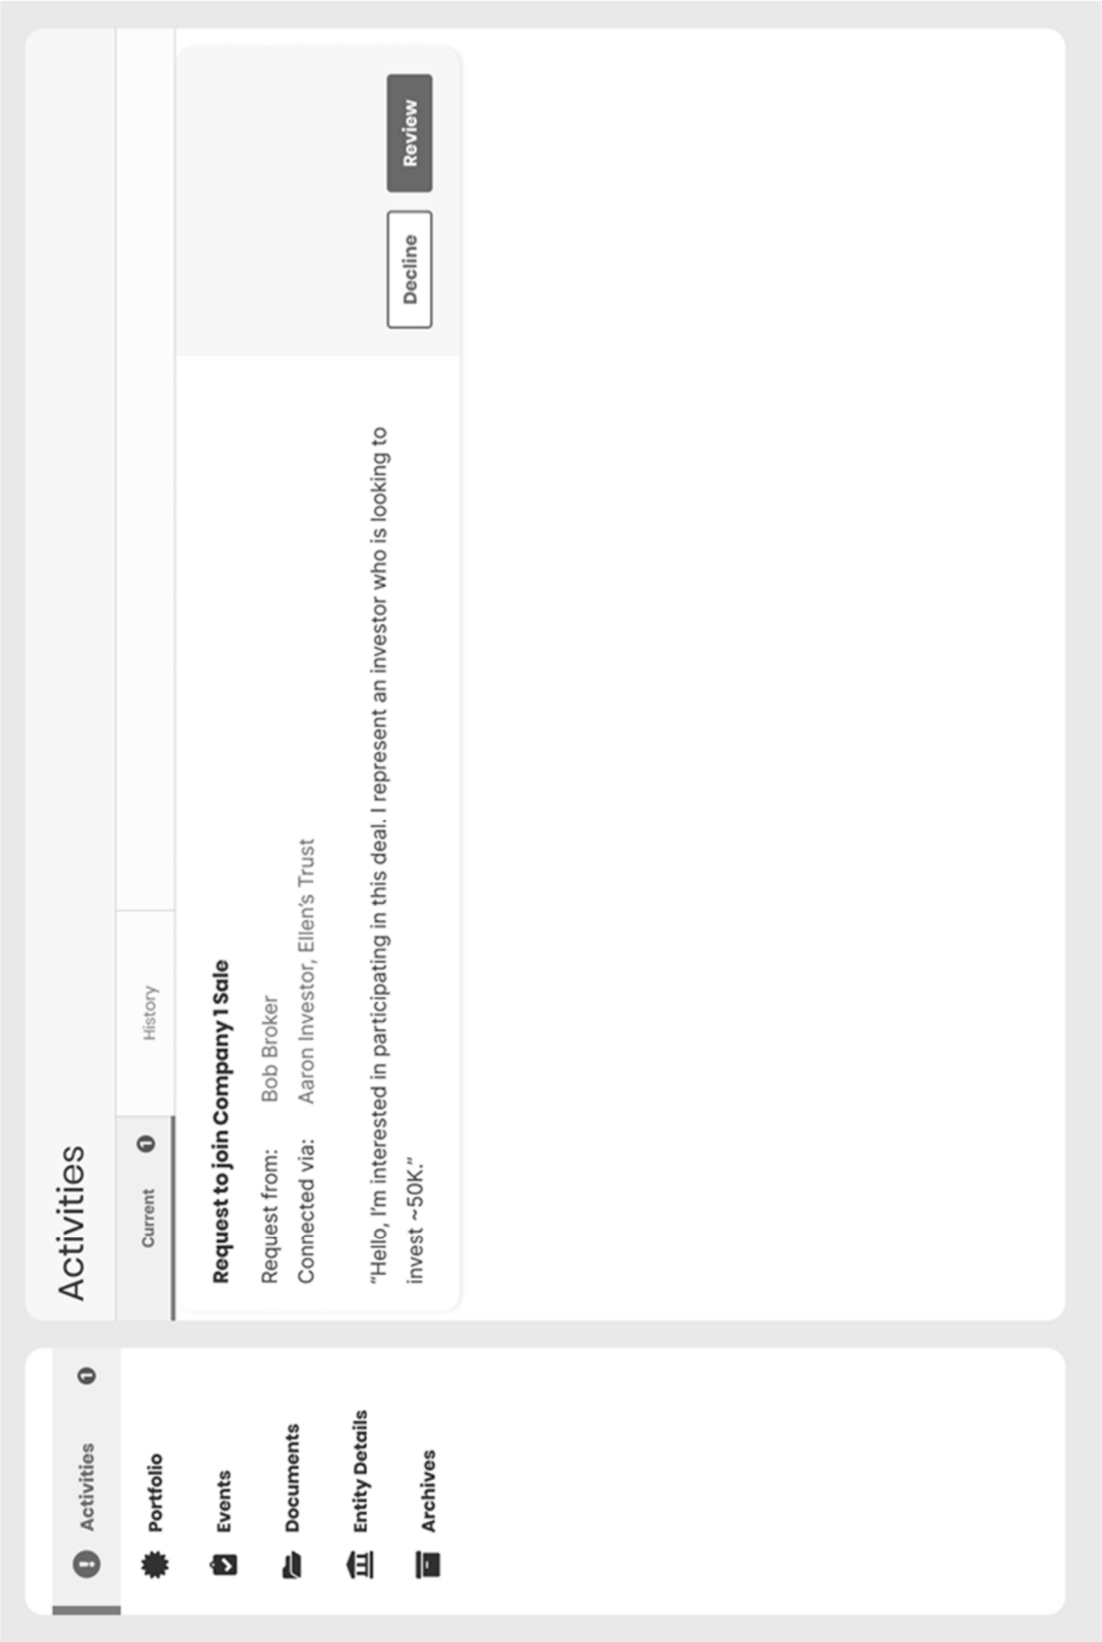 Activities 1
Portfolio
Events
Documents
Entity Details
Archives
Activities
Current 1
History
Request to join Company 1 Sale
Request from: Bob Broker
Connected via: Aaron Investor, Ellen's Trust
“Hello, I'm interested in participating in this deal. I represent an investor who is looking to
invest ~50K.”
Decline
Review